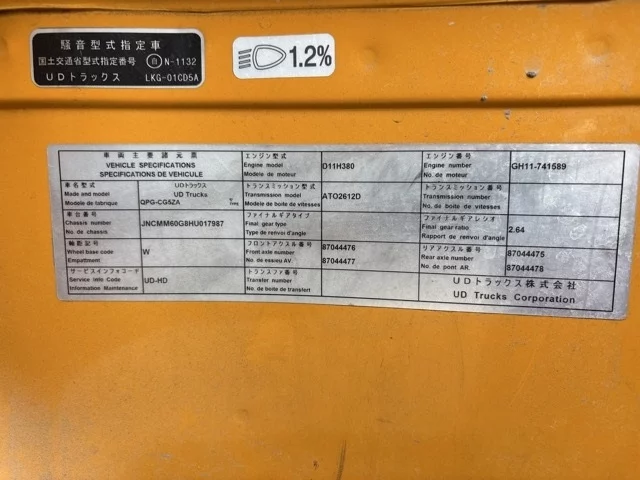 騒音型式指定車
国土交通省型式指定番号 自 N-1132
UDトラックス LKG-01CD5A
1.2%
車両主要諸元票
VEHICLE SPECIFICATIONS
SPECIFICATIONS DE VEHICULE
エンジン型式
Engine model
Modele de moteur
D11H380
エンジン番号
Engine number
No. de moteur
GH11-741589
車名型式
Made and model
Modele de fabrique
UDトラックス
UD Trucks
QPG-CG5ZA
トランスミッション型式
Transmission model
Modele de boite de vitesses
ATO2612D
トランスミッション番号
Transmission number
No. de boite de vitesses
車台番号
Chassis number
No. de chassis
JNCMM60G8HU017987
ファイナルギアタイプ
Final gear type
Type de renvoi d'angle
ファイナルギアレシオ
Final gear ratio
Rapport de renvoi d'angle
2.64
軸距記号
Wheel base code
Empattment
W
フロントアクスル番号
Front axle number
No. de essieu AV
87044476
87044477
リアアクスル番号
Rear axle number
No. de pont AR.
87044475
87044478
サービスインフォコード
Service Info Code
Information Maintenance
UD-HD
トランスファ番号
Transfer number
No. de boite de transfert
UDトラックス株式会社
UD Trucks Corporation